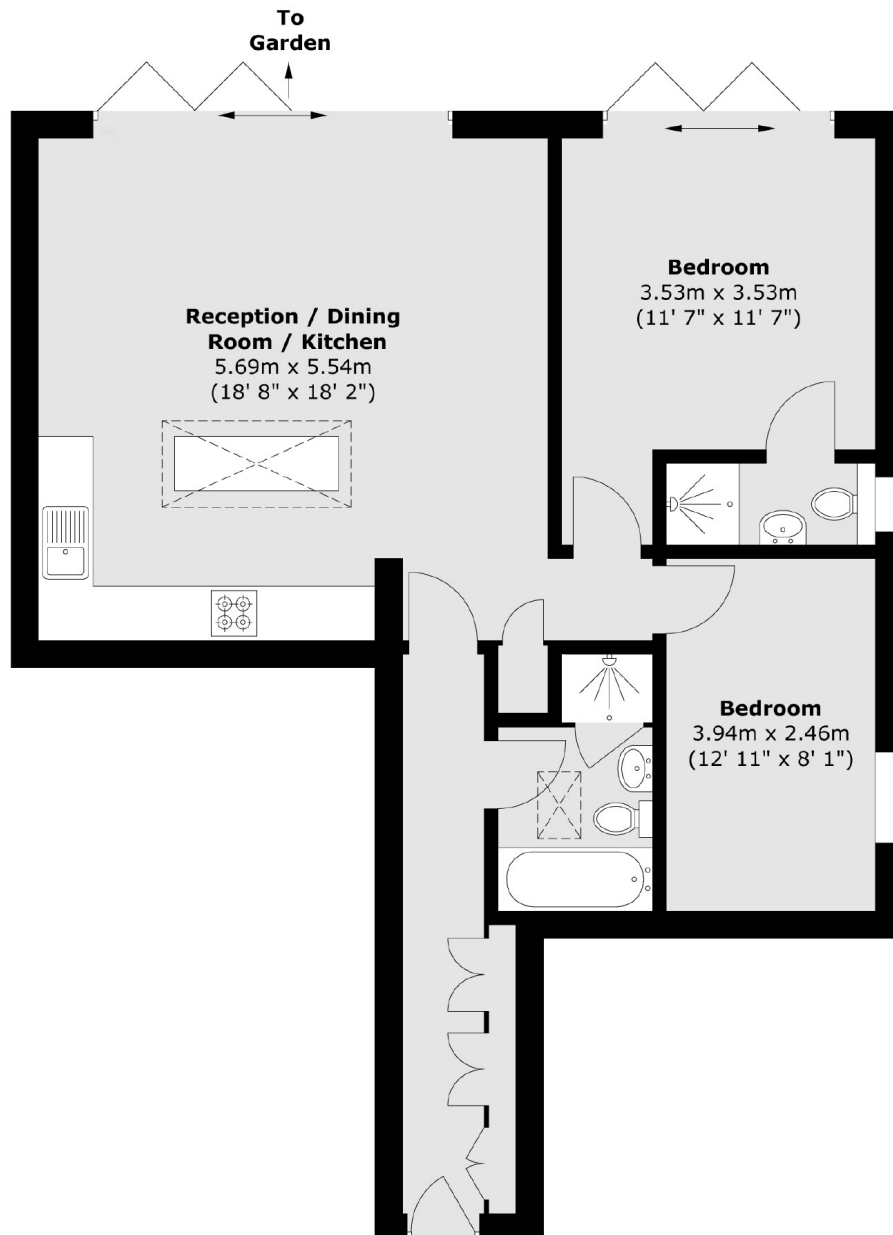 To
Garden
Bedroom
3.53m x 3.53m
(11' 7" x 11' 7")
Reception / Dining
Room / Kitchen
5.69m x 5.54m
(18' 8" x 18' 2")
Bedroom
3.94m x 2.46m
(12' 11" x 8' 1")